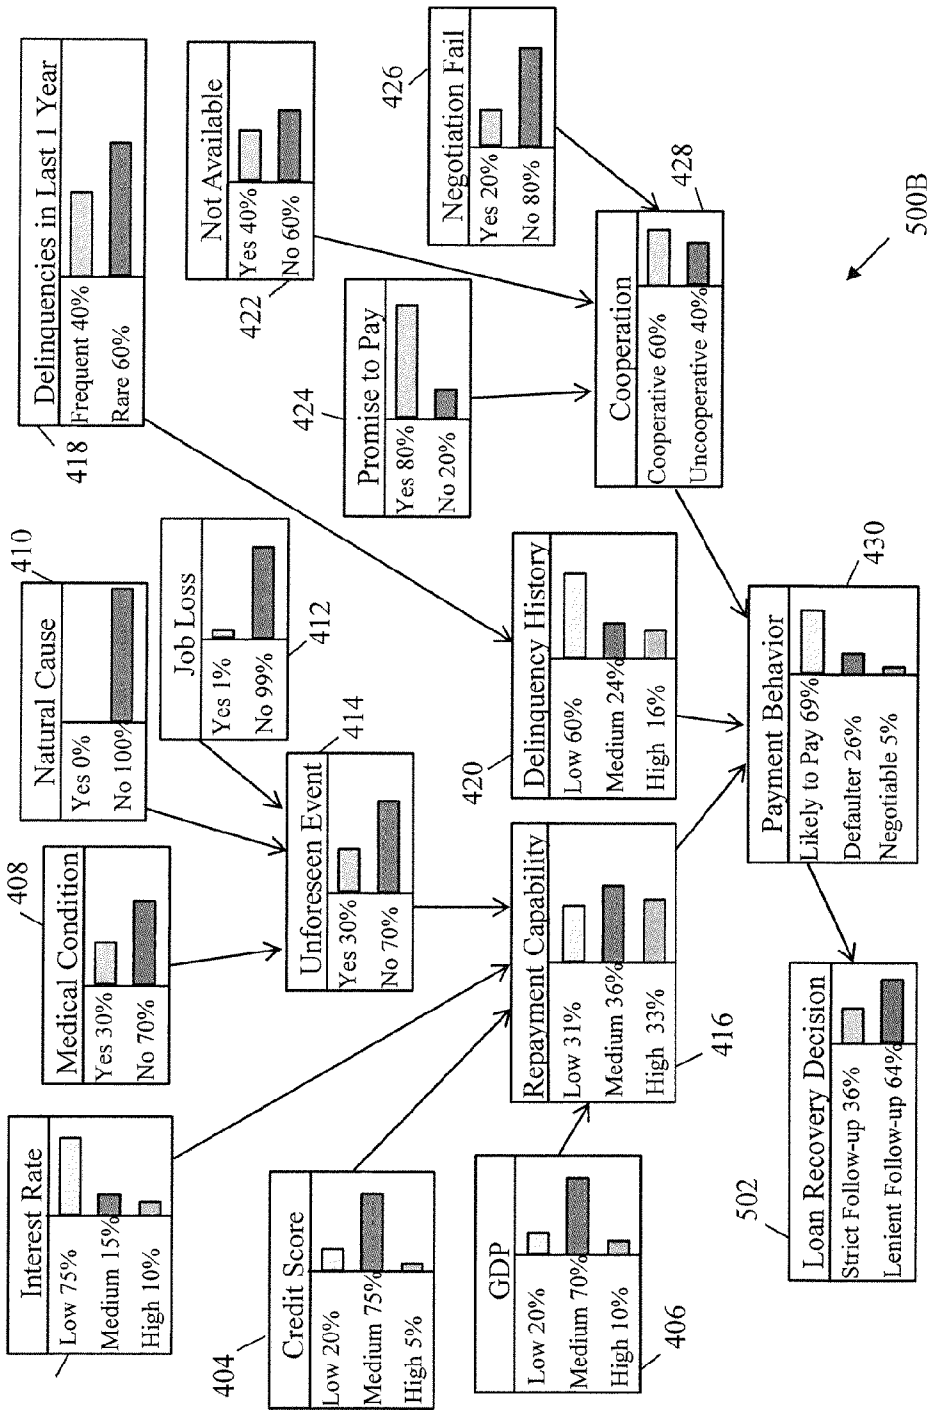 Interest Rate
Low 75%
Medium 15%
High 10%
Medical Condition
Yes 30%
No 70%
408
Natural Cause
Yes 0%
No 100%
410
Job Loss
Yes 1%
No 99%
412
Delinquencies in Last 1 Year
Frequent 40%
Rare 60%
418
Not Available
Yes 40%
No 60%
422
Credit Score
Low 20%
Medium 75%
High 5%
404
Unforeseen Event
Yes 30%
No 70%
414
Promise to Pay
Yes 80%
No 20%
424
Negotiation Fail
Yes 20%
No 80%
426
GDP
Low 20%
Medium 70%
High 10%
406
Repayment Capability
Low 31%
Medium 36%
High 33%
416
Delinquency History
Low 60%
Medium 24%
High 16%
420
Cooperation
Cooperative 60%
Uncooperative 40%
428
Loan Recovery Decision
Strict Follow-up 36%
Lenient Follow-up 64%
502
Payment Behavior
Likely to Pay 69%
Defaulter 26%
Negotiable 5%
430
500B